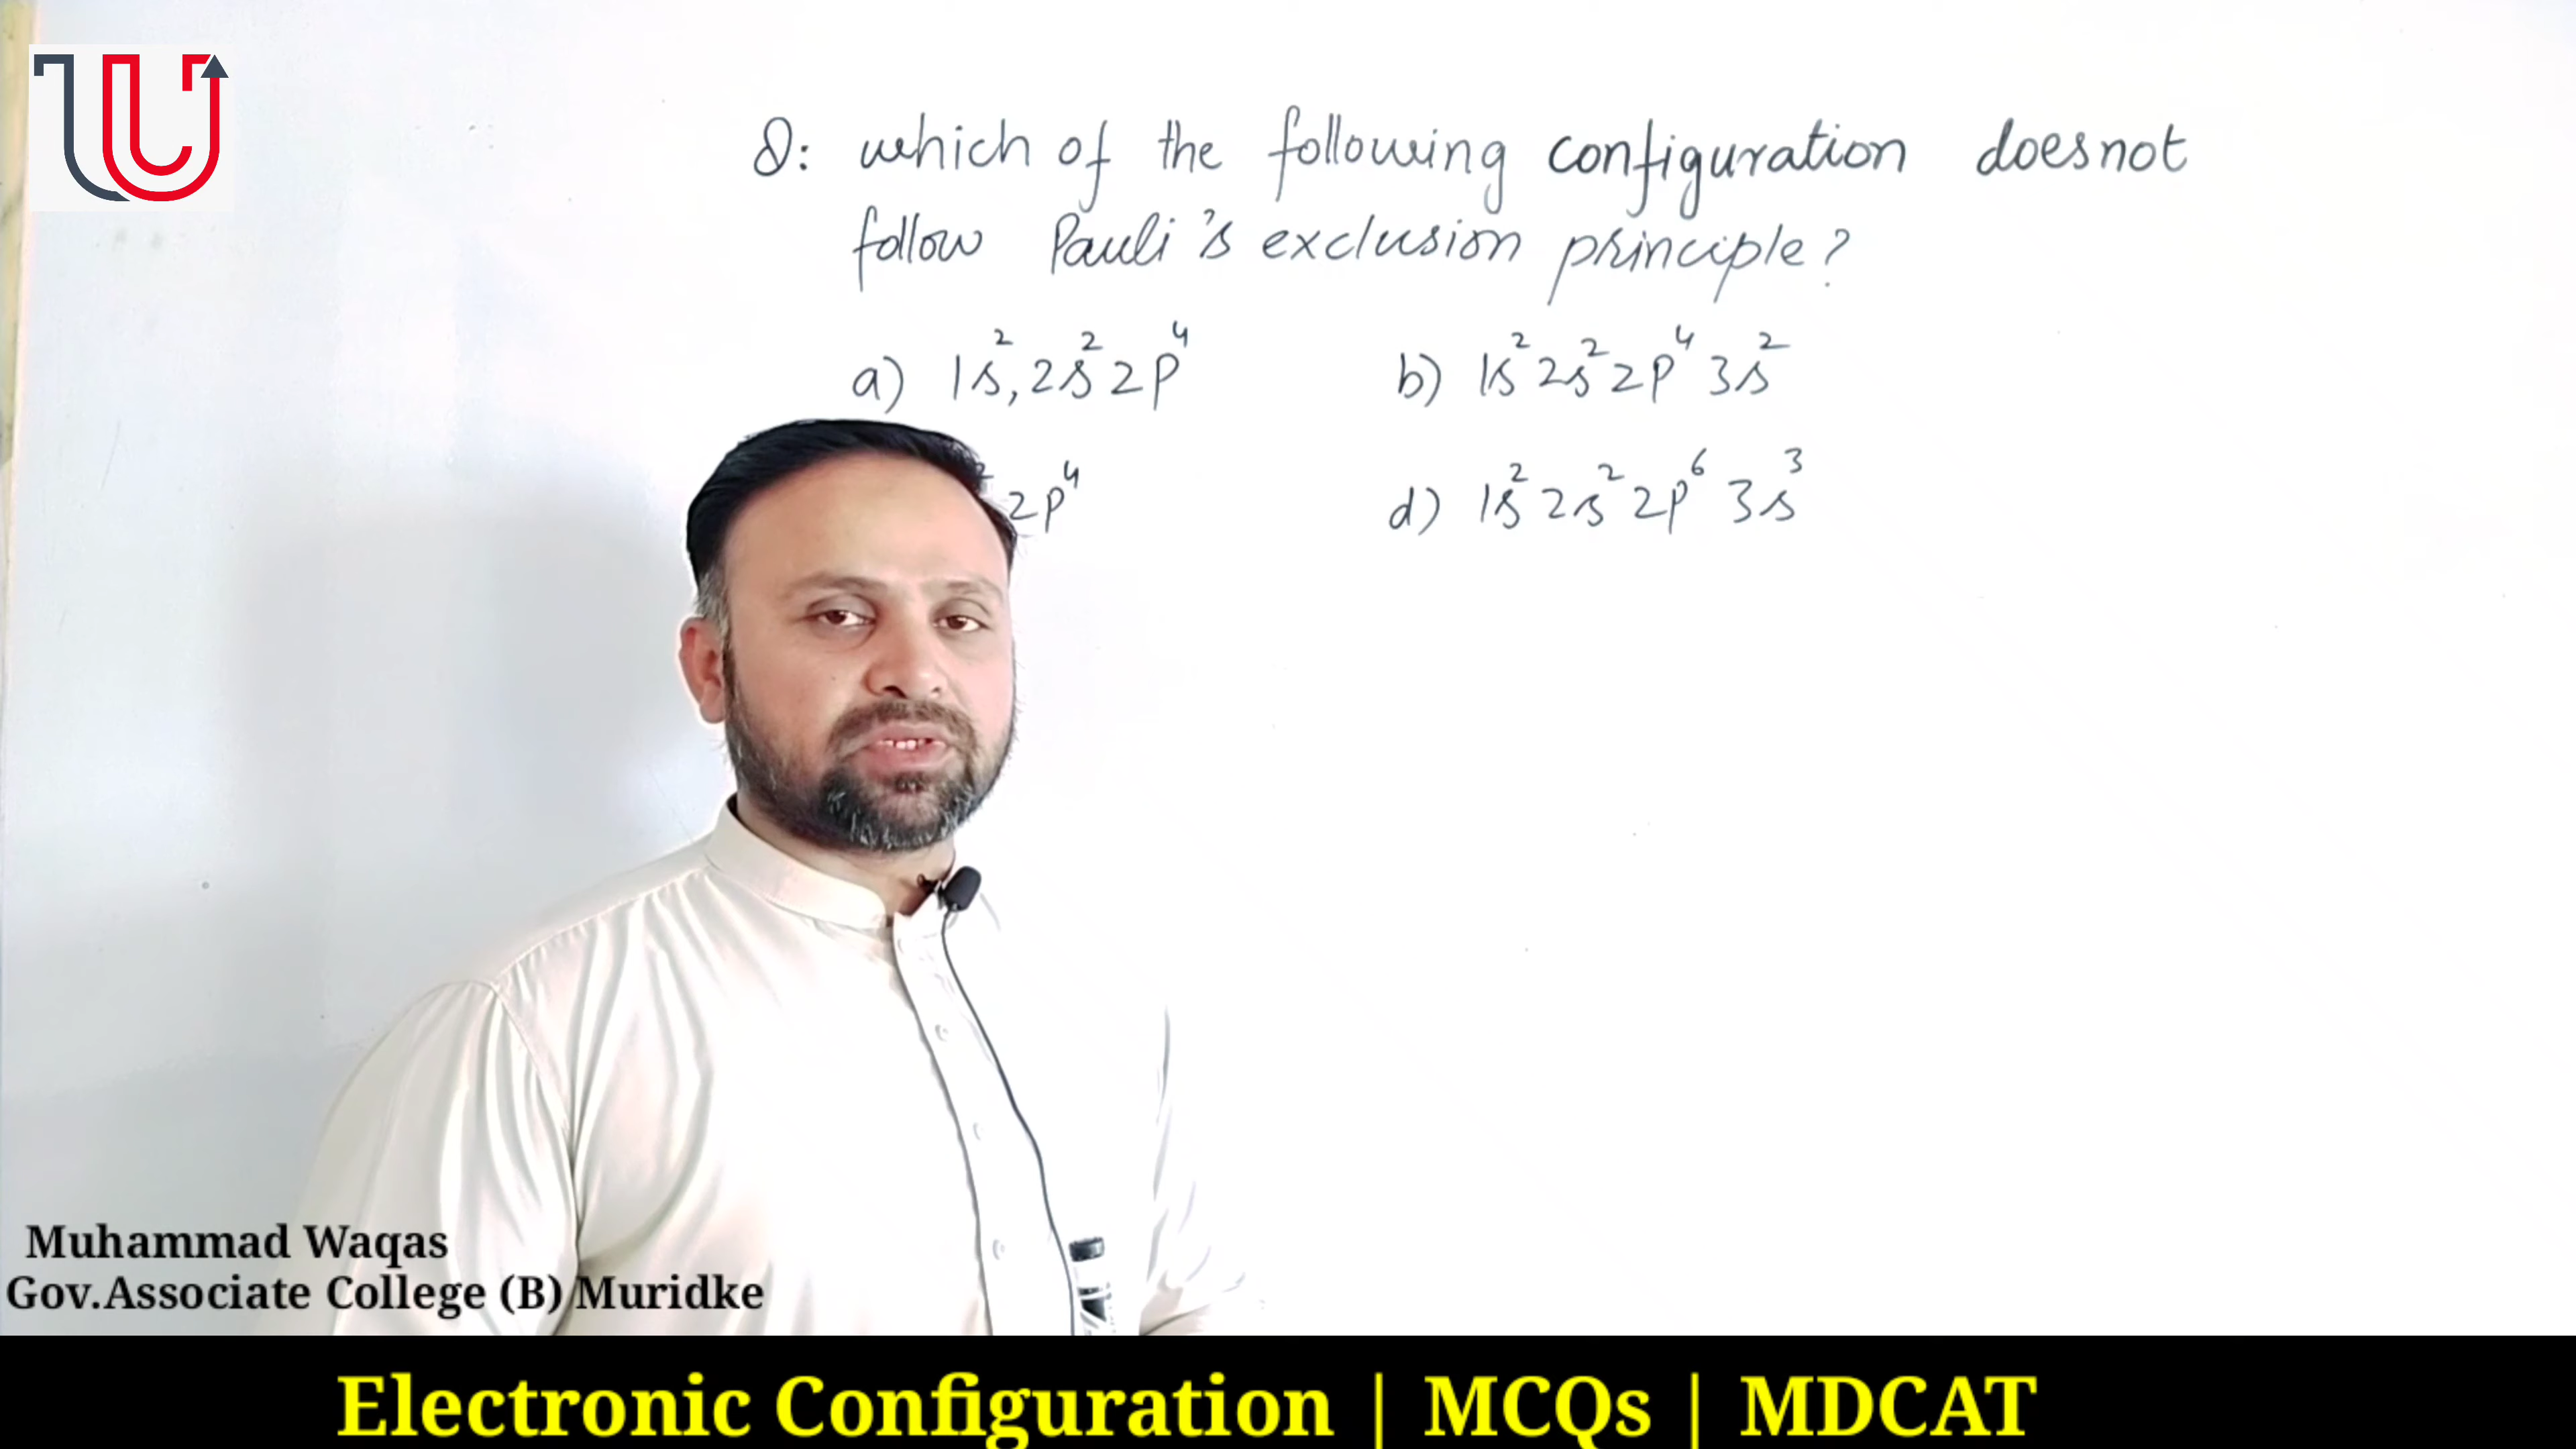 Q: which of the following configuration doesnot
follow Pauli's exclusion principle?
a) 1s², 2s² 2p⁴
b) 1s² 2s² 2p⁴ 3s²
2p⁴
d) 1s² 2s² 2p⁶ 3s³
Muhammad Waqas
Gov.Associate College (B) Muridke
Electronic Configuration | MCQs | MDCAT